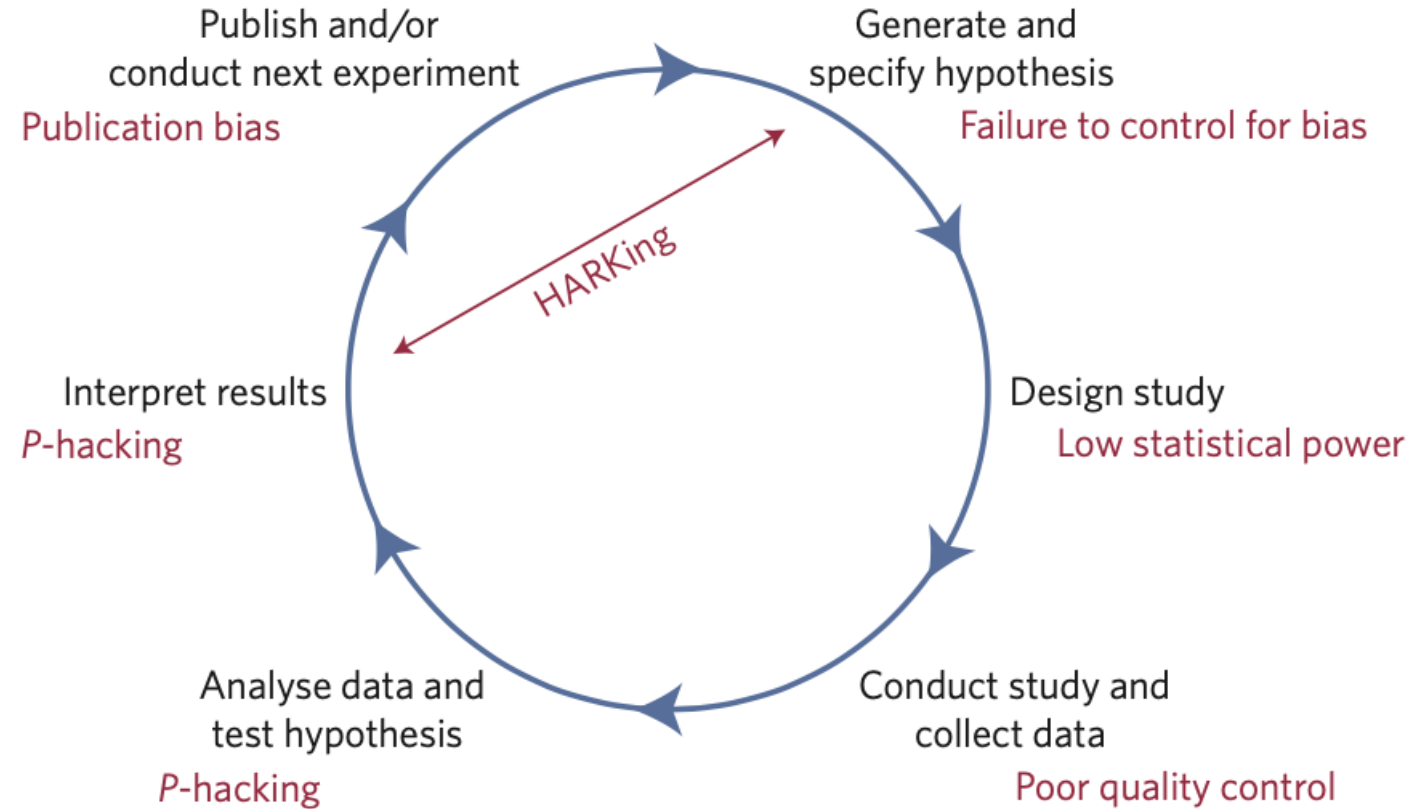 Publish and/or
conduct next experiment
Publication bias
Generate and
specify hypothesis
Failure to control for bias
HARKing
Interpret results
P-hacking
Design study
Low statistical power
Analyse data and
test hypothesis
P-hacking
Conduct study and
collect data
Poor quality control